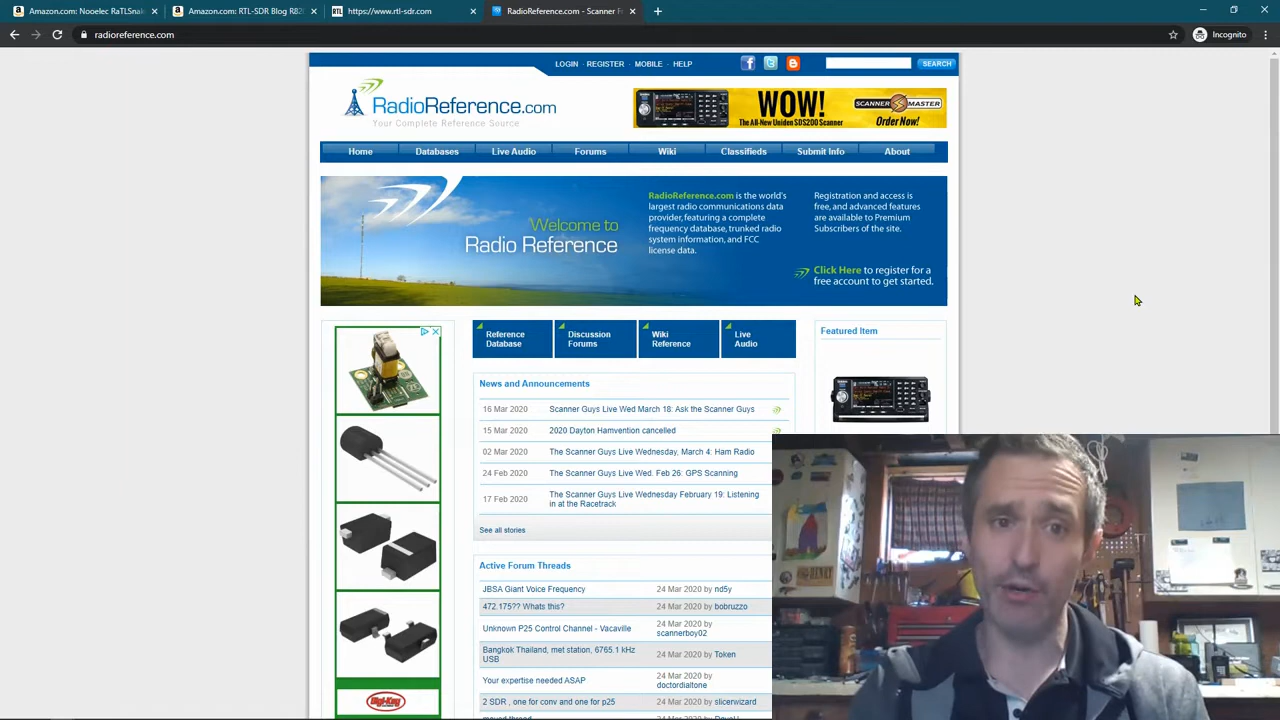 Amazon.com: Nooelec RaTLSnak
Amazon.com: RTL-SDR Blog R820
RTL https://rtl-sdr.com
RadioReference.com - Scanner Fr
radioreference.com
Incognito
LOGIN · REGISTER · MOBILE · HELP
SEARCH
RadioReference.com
Your Complete Reference Source
WOW!
The All-New Uniden SDS200 Scanner
SCANNER MASTER
Order Now!
Home
Databases
Live Audio
Forums
Wiki
Classifieds
Submit Info
About
Welcome to
Radio Reference
RadioReference.com is the world's
largest radio communications data
provider, featuring a complete
frequency database, trunked radio
system information, and FCC
license data.
Registration and access is
free, and advanced features
are available to Premium
Subscribers of the site.
Click Here to register for a
free account to get started.
Reference
Database
Discussion
Forums
Wiki
Reference
Live
Audio
Featured Item
News and Announcements
16 Mar 2020 Scanner Guys Live Wed March 18: Ask the Scanner Guys
15 Mar 2020 2020 Dayton Hamvention cancelled
02 Mar 2020 The Scanner Guys Live Wednesday, March 4: Ham Radio
24 Feb 2020 The Scanner Guys Live Wed. Feb 26: GPS Scanning
17 Feb 2020 The Scanner Guys Live Wednesday February 19: Listening
in at the Racetrack
See all stories
Active Forum Threads
JBSA Giant Voice Frequency 24 Mar 2020 by nd5y
472.175?? Whats this? 24 Mar 2020 by bobruzzo
Unknown P25 Control Channel - Vacaville 24 Mar 2020 by
scannerboy02
Bangkok Thailand, met station, 6765.1 kHz
USB 24 Mar 2020 by Token
Your expertise needed ASAP 24 Mar 2020 by
doctordialtone
2 SDR , one for conv and one for p25 24 Mar 2020 by slicerwizard
Digi-Key